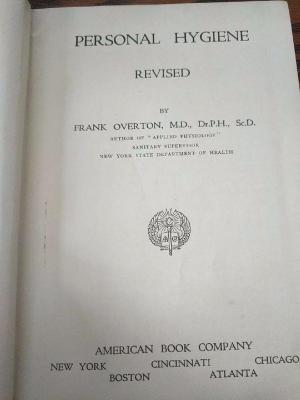 PERSONAL HYGIENE
REVISED
BY
FRANK OVERTON, M.D., Dr.P.H., Sc.D.
AUTHOR OF "APPLIED PHYSIOLOGY"
SANITARY SUPERVISOR
NEW YORK STATE DEPARTMENT OF HEALTH
AMERICAN BOOK COMPANY
NEW YORK CINCINNATI CHICAGO
BOSTON ATLANTA